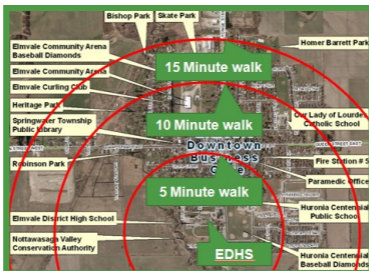 Bishop Park
Skate Park
Homer Barrett Park
Elmvale Community Arena
Baseball Diamonds
15 Minute walk
Elmvale Community Arena
Elmvale Curling Club
Heritage Park
10 Minute walk
Our Lady of Lourdes
Catholic School
Springwater Township
Public Library
Downtown
Business
Robinson Park
Fire Station # 5
Paramedic Office
5 Minute walk
Huronia Centennial
Public School
Elmvale District High School
Nottawasaga Valley
Conservation Authority
EDHS
Huronia Centennial
Baseball Diamonds